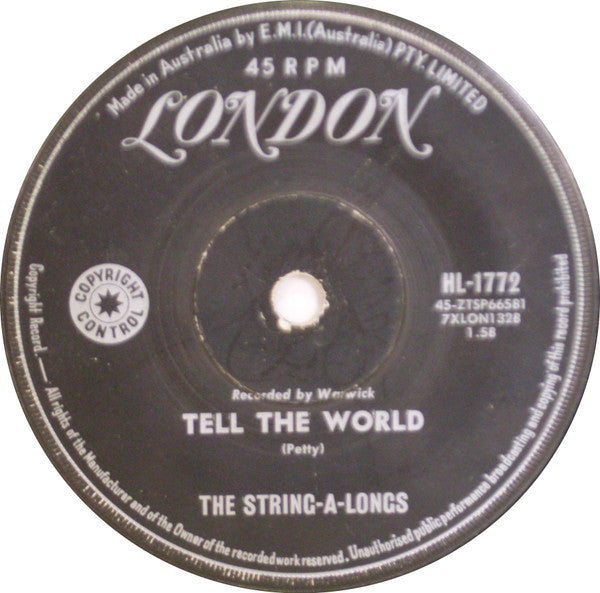 Made in Australia by E.M.I.(Australia) PTY. LIMITED
45 RPM
LONDON
COPYRIGHT CONTROL
HL-1772
45-ZTSP66581
7XLON1328
1.58
Recorded by Warwick
TELL THE WORLD
(Petty)
THE STRING-A-LONGS
Copyright Record. — All rights of the Manufacturer and of the Owner of the recorded work reserved. Unauthorised public performance broadcasting and copying of this record prohibited